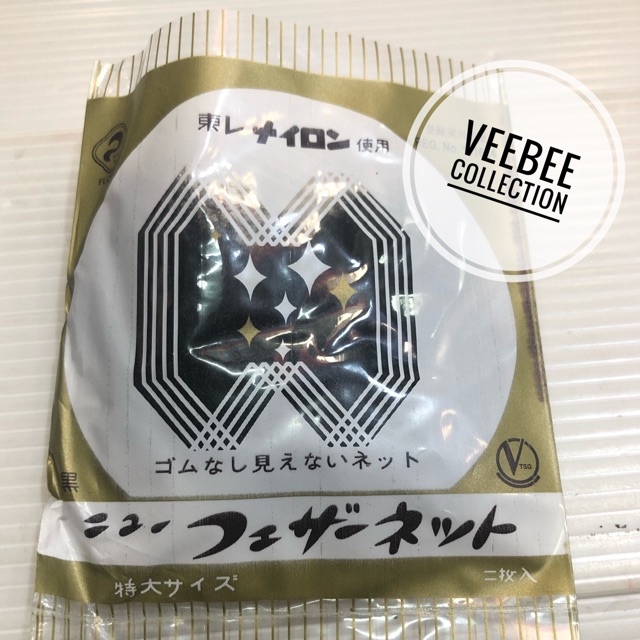 東レナイロン使用
VEEBEE
COLLECTION
ゴムなし見えないネット
TSG
黒
ニューフェザーネット
特大サイズ
二枚入